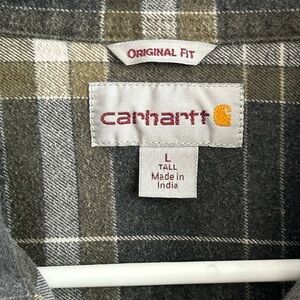 ORIGINAL FIT
carhartt
L
TALL
Made in
India